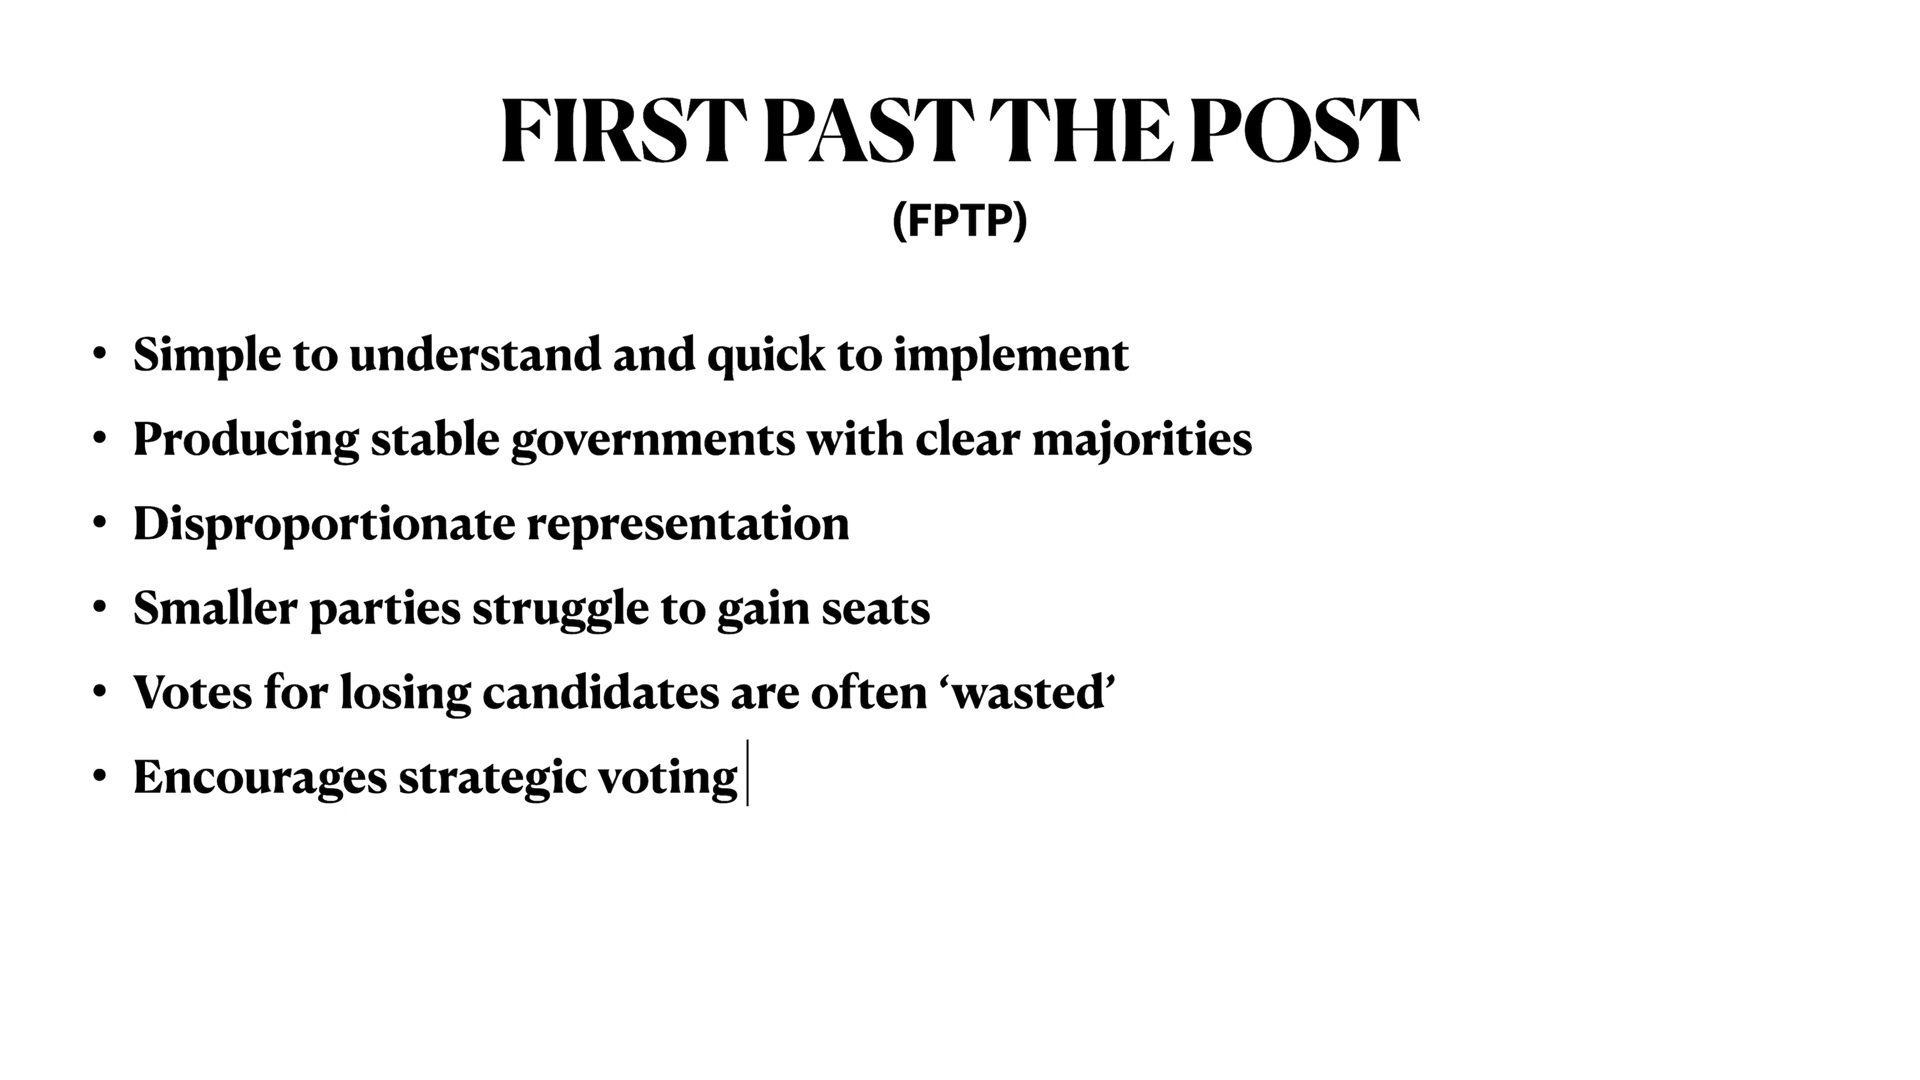 FIRST PAST THE POST
(FPTP)
• Simple to understand and quick to implement
• Producing stable governments with clear majorities
• Disproportionate representation
• Smaller parties struggle to gain seats
• Votes for losing candidates are often ‘wasted’
• Encourages strategic voting